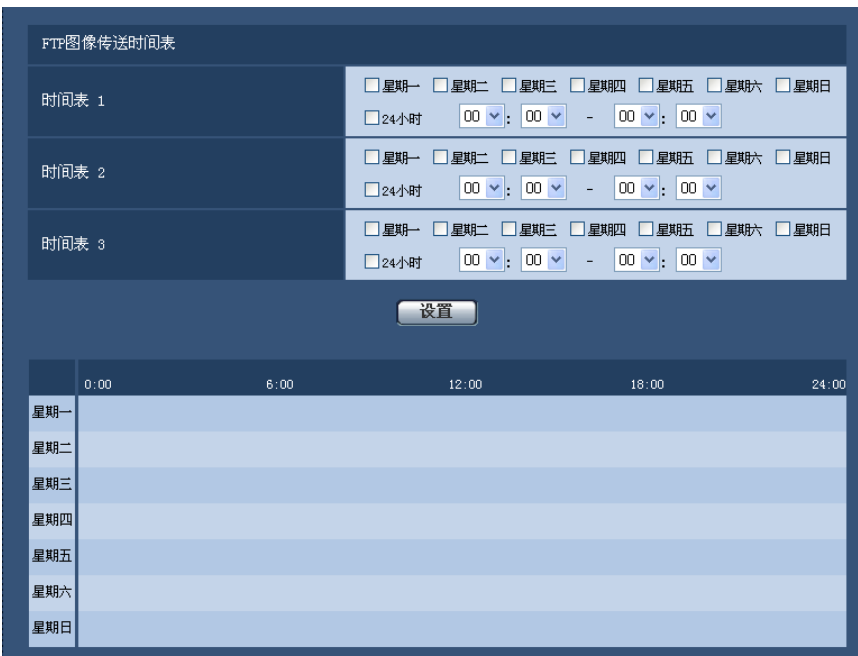 FTP图像传送时间表
时间表 1
星期一 星期二 星期三 星期四 星期五 星期六 星期日
24小时 00 : 00 - 00 : 00
时间表 2
星期一 星期二 星期三 星期四 星期五 星期六 星期日
24小时 00 : 00 - 00 : 00
时间表 3
星期一 星期二 星期三 星期四 星期五 星期六 星期日
24小时 00 : 00 - 00 : 00
设置
0:00 6:00 12:00 18:00 24:00
星期一
星期二
星期三
星期四
星期五
星期六
星期日